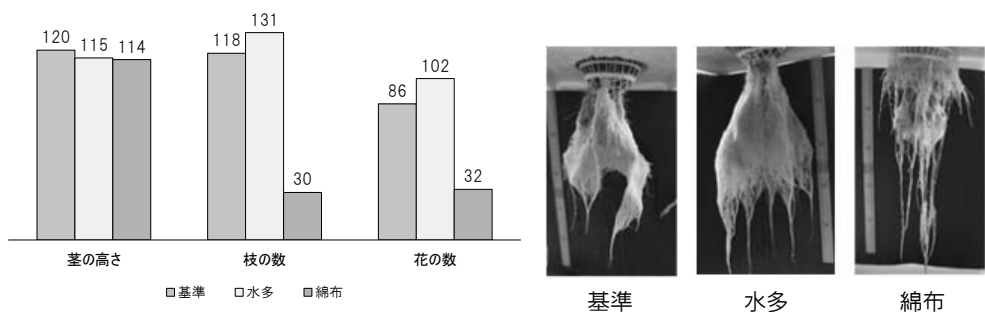 120 115 114
118 131 30
86 102 32
茎の高さ 枝の数 花の数
■基準 □水多 ■綿布
基準 水多 綿布